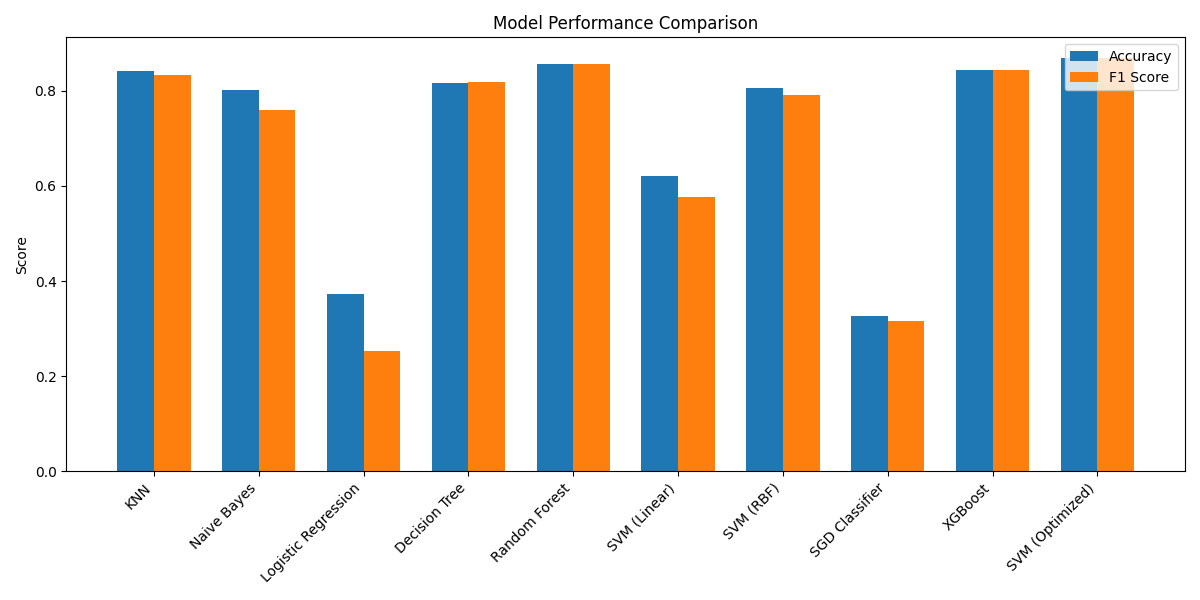 Model Performance Comparison
Accuracy
F1 Score
Score
0.8
0.6
0.4
0.2
0.0
KNN
Naive Bayes
Logistic Regression
Decision Tree
Random Forest
SVM (Linear)
SVM (RBF)
SGD Classifier
XGBoost
SVM (Optimized)